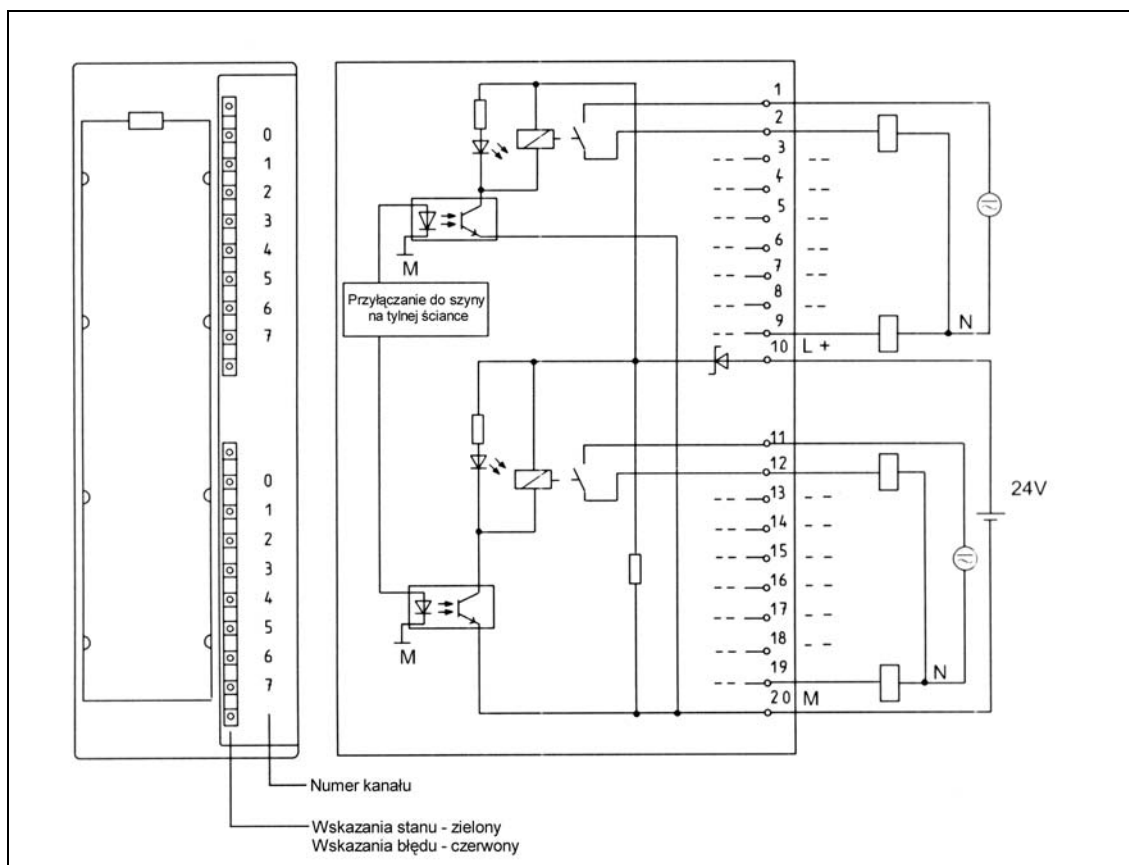 0
1
2
3
4
5
6
7
0
1
2
3
4
5
6
7
Numer kanału
Wskazania stanu - zielony
Wskazania błędu - czerwony
M
Przyłączanie do szyny
na tylnej ściance
M
1
2
3
4
5
6
7
8
9
N
10 L +
11
12
13
14
15
16
17
18
19
N
20 M
24V